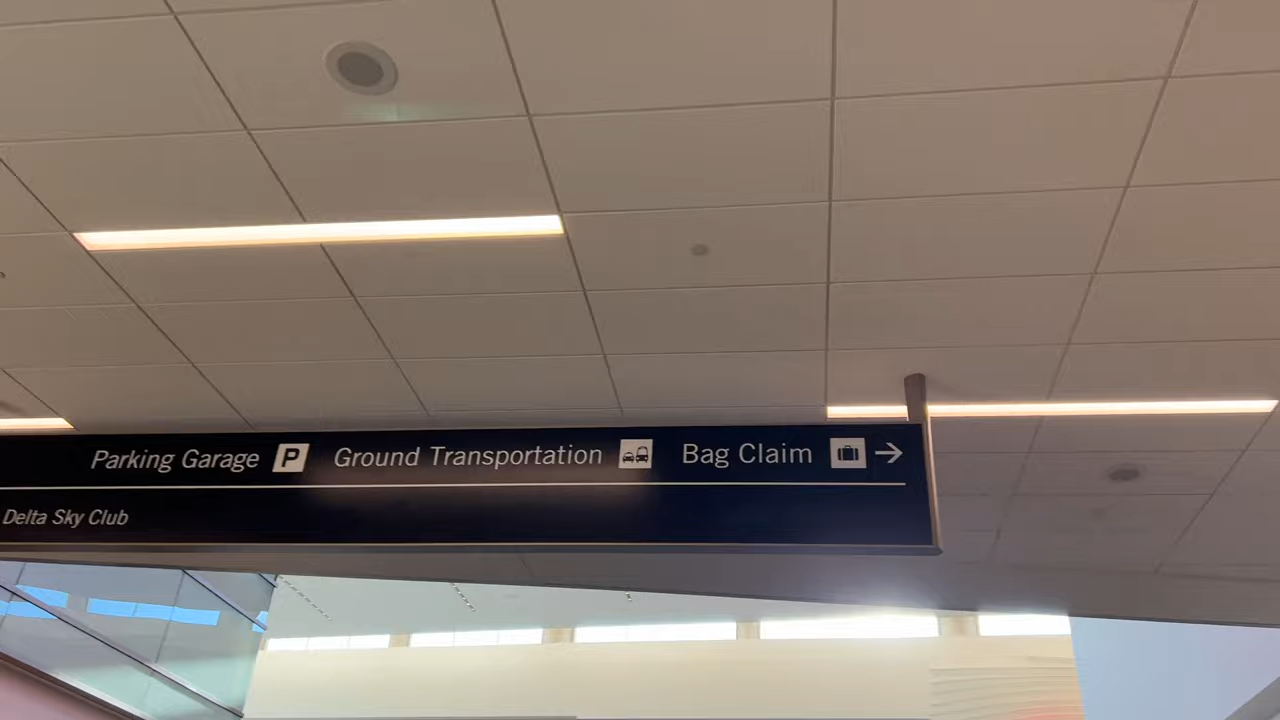 Parking Garage P Ground Transportation Bag Claim →
Delta Sky Club